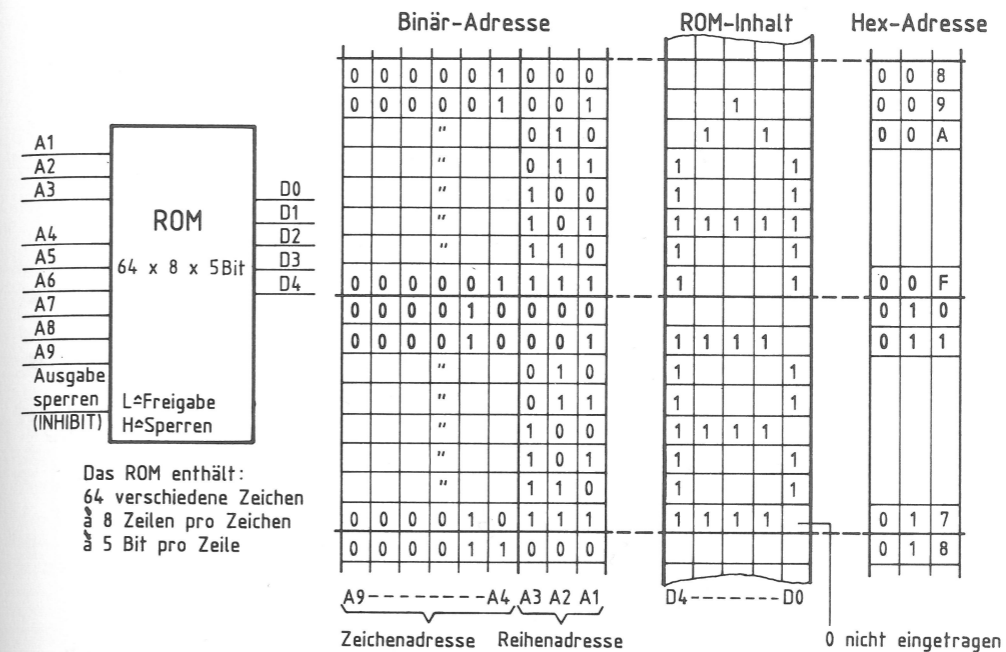 Binär-Adresse ROM-Inhalt Hex-Adresse
0 0 0 0 0 1 0 0 0 0 0 8
0 0 0 0 0 1 0 0 1 1 0 0 9
" 0 1 0 1 1 0 0 A
" 0 1 1 1 1
" 1 0 0 1 1
" 1 0 1 1 1 1 1 1
" 1 1 0 1 1
0 0 0 0 0 1 1 1 1 1 1 0 0 F
0 0 0 0 1 0 0 0 0 0 1 0
0 0 0 0 1 0 0 0 1 1 1 1 1 0 1 1
" 0 1 0 1 1
" 0 1 1 1 1
" 1 0 0 1 1 1 1
" 1 0 1 1 1
" 1 1 0 1 1
0 0 0 0 1 0 1 1 1 1 1 1 1 0 1 7
0 0 0 0 1 1 0 0 0 0 1 8
A9--------A4 A3 A2 A1 D4------D0
Zeichenadresse Reihenadresse 0 nicht eingetragen
A1
A2
A3
A4
A5
A6
A7
A8
A9
Ausgabe
sperren
(INHIBIT)
ROM
64 x 8 x 5Bit
L≙Freigabe
H≙Sperren
D0
D1
D2
D3
D4
Das ROM enthält:
64 verschiedene Zeichen
à 8 Zeilen pro Zeichen
à 5 Bit pro Zeile